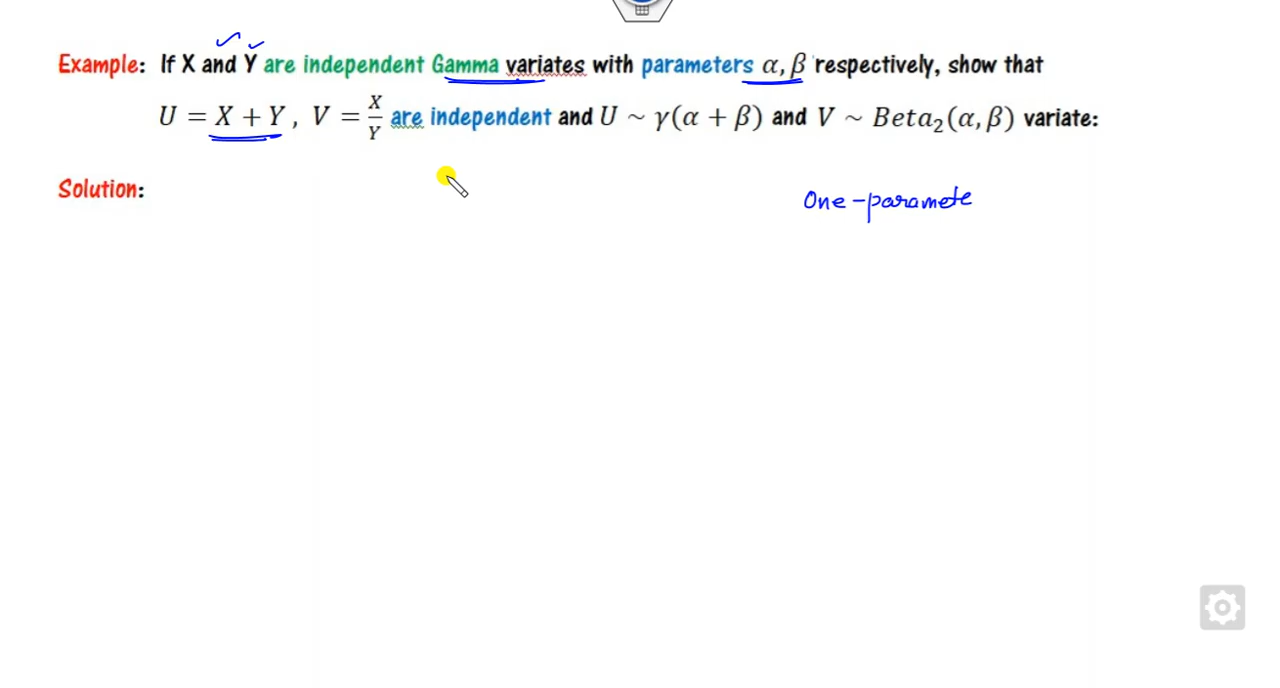 Example: If X and Y are independent Gamma variates with parameters α, β respectively, show that
U = X + Y, V = X/Y are independent and U ~ γ(α + β) and V ~ Beta₂(α, β) variate:
Solution:
One-paramete